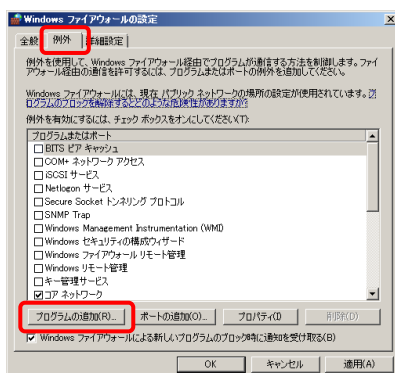 Windows ファイアウォールの設定
全般
例外
詳細設定
例外を使用して、Windows ファイアウォール経由でプログラムが通信する方法を制御します。ファイ
アウォール経由の通信を許可するには、プログラムまたはポートの例外を追加してください。
Windows ファイアウォールには、現在 パブリック ネットワークの場所の設定が使用されています。プ
ログラムのブロックを解除するとどのような危険性がありますか?
例外を有効にするには、チェック ボックスをオンにしてください(T):
プログラムまたはポート
BITS ピア キャッシュ
COM+ ネットワーク アクセス
iSCSI サービス
Netlogon サービス
Secure Socket トンネリング プロトコル
SNMP Trap
Windows Management Instrumentation (WMI)
Windows セキュリティの構成ウィザード
Windows ファイアウォール リモート管理
Windows リモート管理
キー管理サービス
コア ネットワーク
プログラムの追加(R)...
ポートの追加(O)...
プロパティ(I)
削除(D)
Windows ファイアウォールによる新しいプログラムのブロック時に通知を受け取る(B)
OK
キャンセル
適用(A)